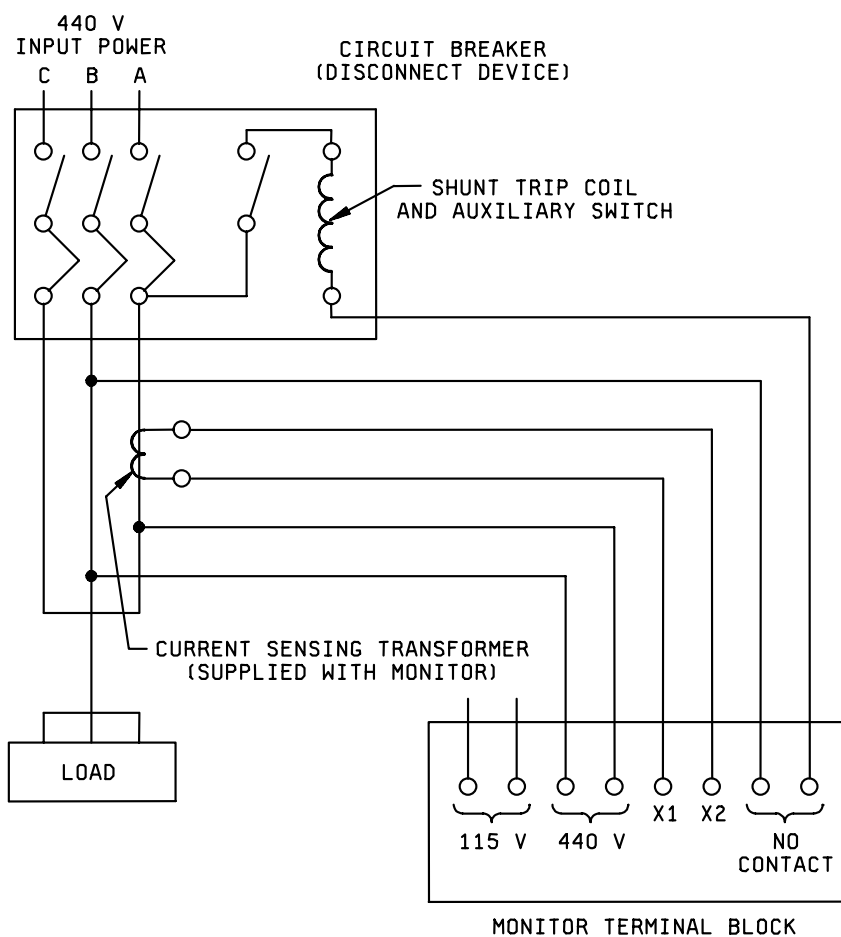 440 V
INPUT POWER
C B A
CIRCUIT BREAKER
(DISCONNECT DEVICE)
SHUNT TRIP COIL
AND AUXILIARY SWITCH
CURRENT SENSING TRANSFORMER
(SUPPLIED WITH MONITOR)
LOAD
X1 X2
115 V 440 V NO
CONTACT
MONITOR TERMINAL BLOCK